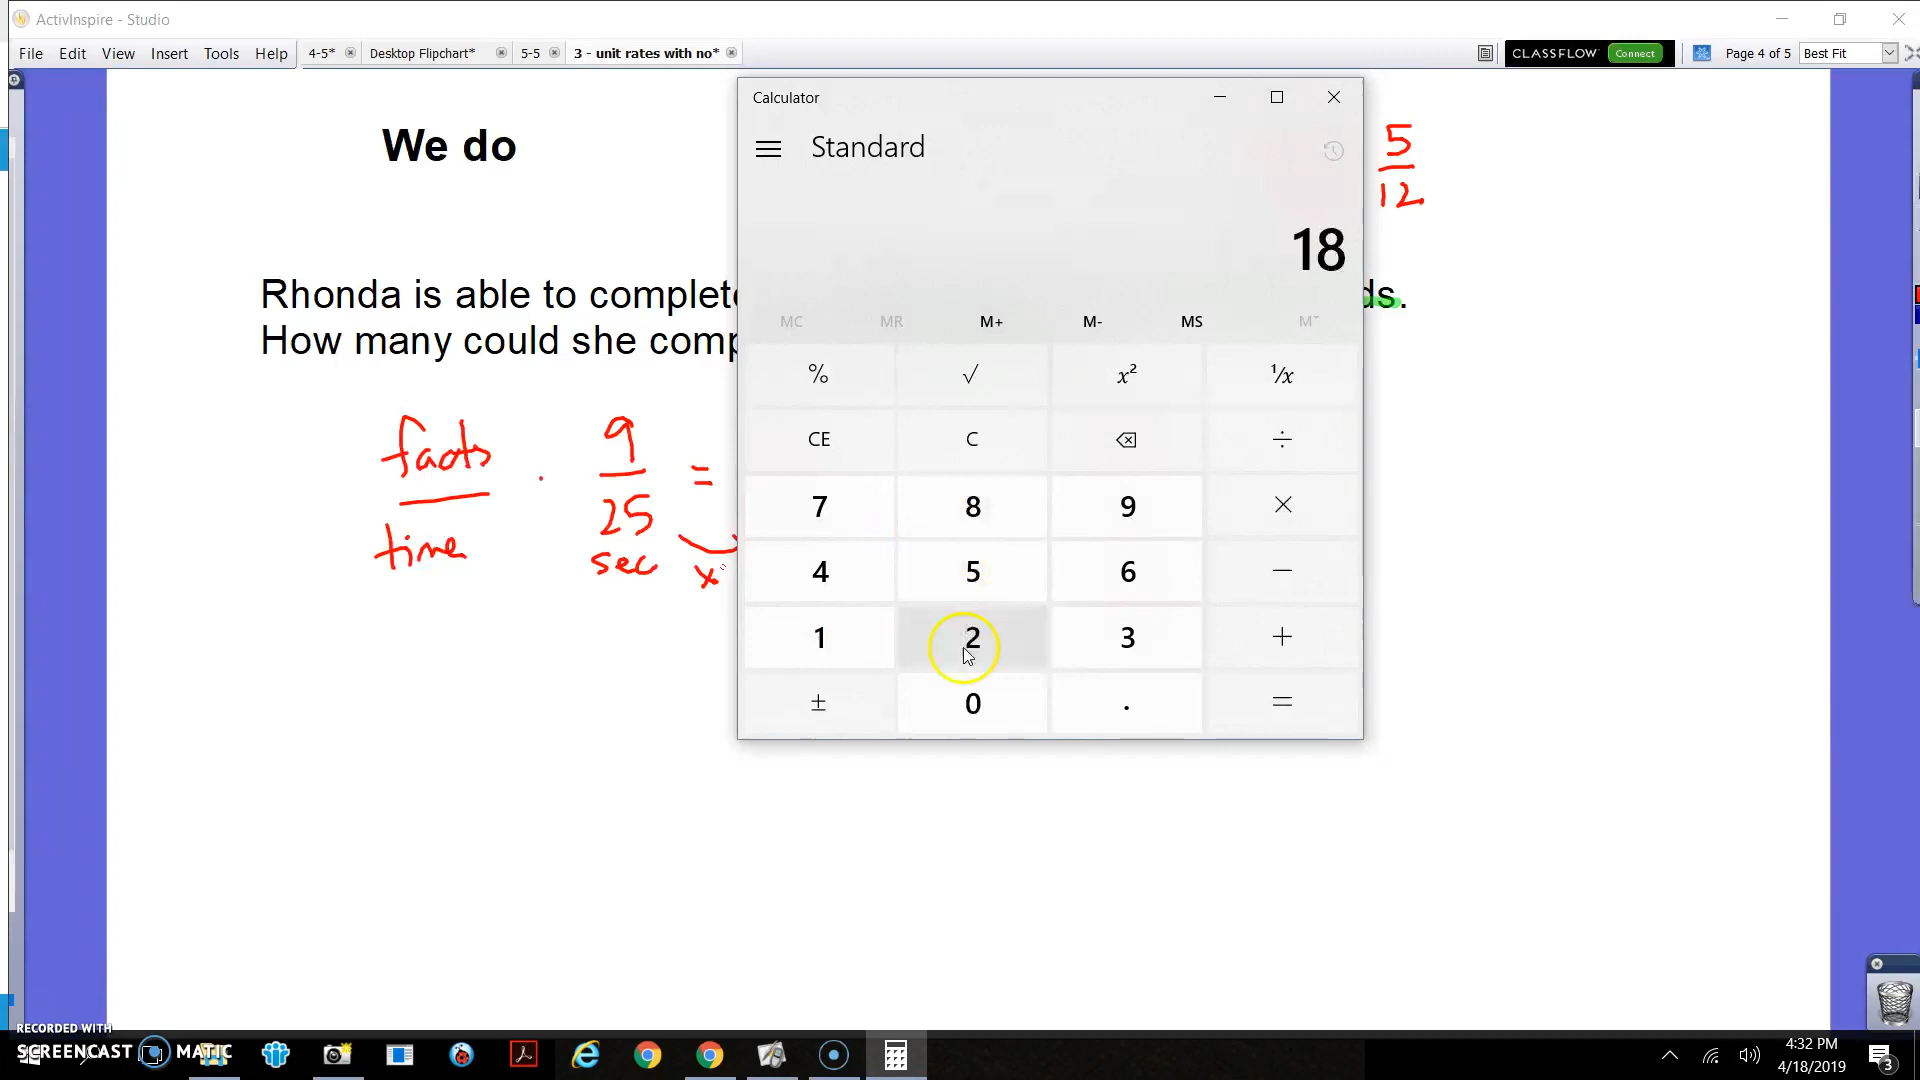 ActivInspire - Studio
File Edit View Insert Tools Help 4-5* Desktop Flipchart* 5-5 3 - unit rates with no* CLASSFLOW Connect Page 4 of 5 Best Fit
We do
Calculator
Standard
5
12
18
Rhonda is able to complet ds.
How many could she comp
MC MR M+ M- MS M˅
% √ x² ¹/x
CE C ÷
7 8 9 ×
4 5 6 −
1 2 3 +
± 0 . =
facts
time
. 9
25
sec
=
x
RECORDED WITH
SCREENCAST MATIC
4:32 PM
4/18/2019
3